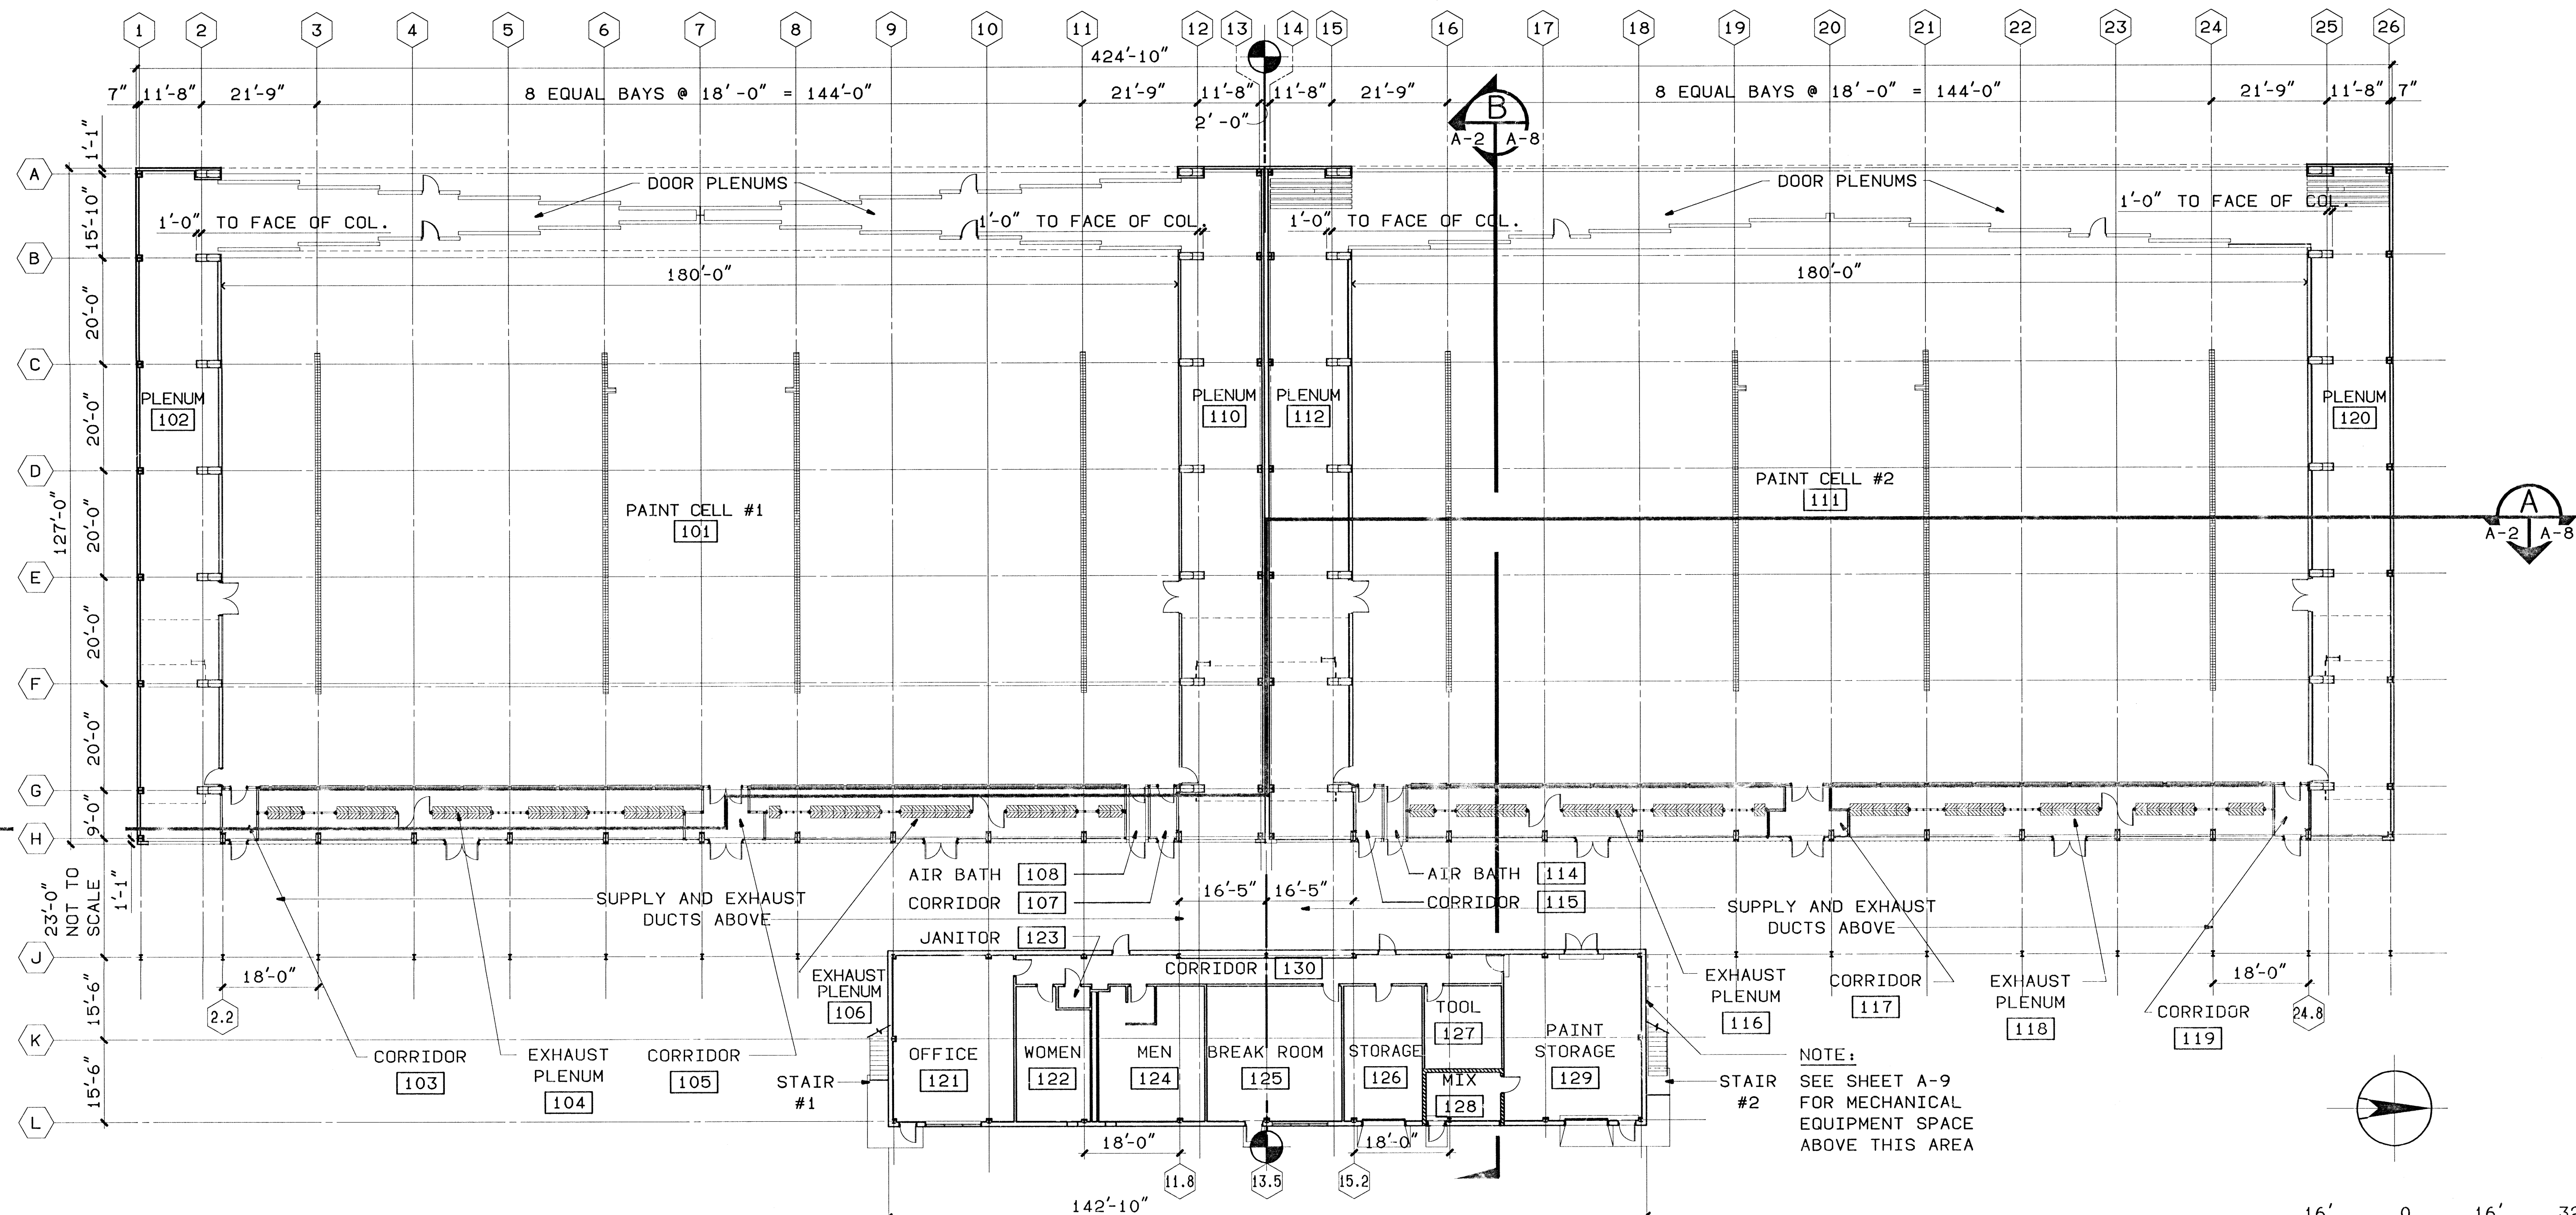 1 2 3 4 5 6 7 8 9 10 11 12 13 14 15 16 17 18 19 20 21 22 23 24 25 26
424'-10"
7" 11'-8" 21'-9" 8 EQUAL BAYS @ 18'-0" = 144'-0" 21'-9" 11'-8" 11'-8" 21'-9" 8 EQUAL BAYS @ 18'-0" = 144'-0" 21'-9" 11'-8" 7"
2'-0"
B
A-2 A-8
1'-1"
A
DOOR PLENUMS
DOOR PLENUMS
15'-10"
1'-0" TO FACE OF COL.
1'-0" TO FACE OF COL.
1'-0" TO FACE OF COL.
1'-0" TO FACE OF COL.
B
180'-0"
180'-0"
20'-0"
C
PLENUM
102
PLENUM
110
PLENUM
112
PLENUM
120
20'-0"
D
PAINT CELL #1
101
PAINT CELL #2
111
A
A-2 A-8
127'-0"
20'-0"
E
20'-0"
F
20'-0"
G
9'-0"
H
1'-1"
23'-0"
NOT TO
SCALE
SUPPLY AND EXHAUST
DUCTS ABOVE
AIR BATH 108
CORRIDOR 107
JANITOR 123
16'-5" 16'-5"
AIR BATH 114
CORRIDOR 115
SUPPLY AND EXHAUST
DUCTS ABOVE
J
18'-0"
2.2
CORRIDOR 130
18'-0"
24.8
15'-6"
K
15'-6"
L
CORRIDOR
103
EXHAUST
PLENUM
104
CORRIDOR
105
EXHAUST
PLENUM
106
STAIR
#1
OFFICE
121
WOMEN
122
MEN
124
BREAK ROOM
125
STORAGE
126
TOOL
127
MIX
128
PAINT
STORAGE
129
EXHAUST
PLENUM
116
CORRIDOR
117
EXHAUST
PLENUM
118
CORRIDOR
119
STAIR
#2
NOTE:
SEE SHEET A-9
FOR MECHANICAL
EQUIPMENT SPACE
ABOVE THIS AREA
18'-0"
18'-0"
11.8
13.5
15.2
142'-10"
16' 0 16' 32